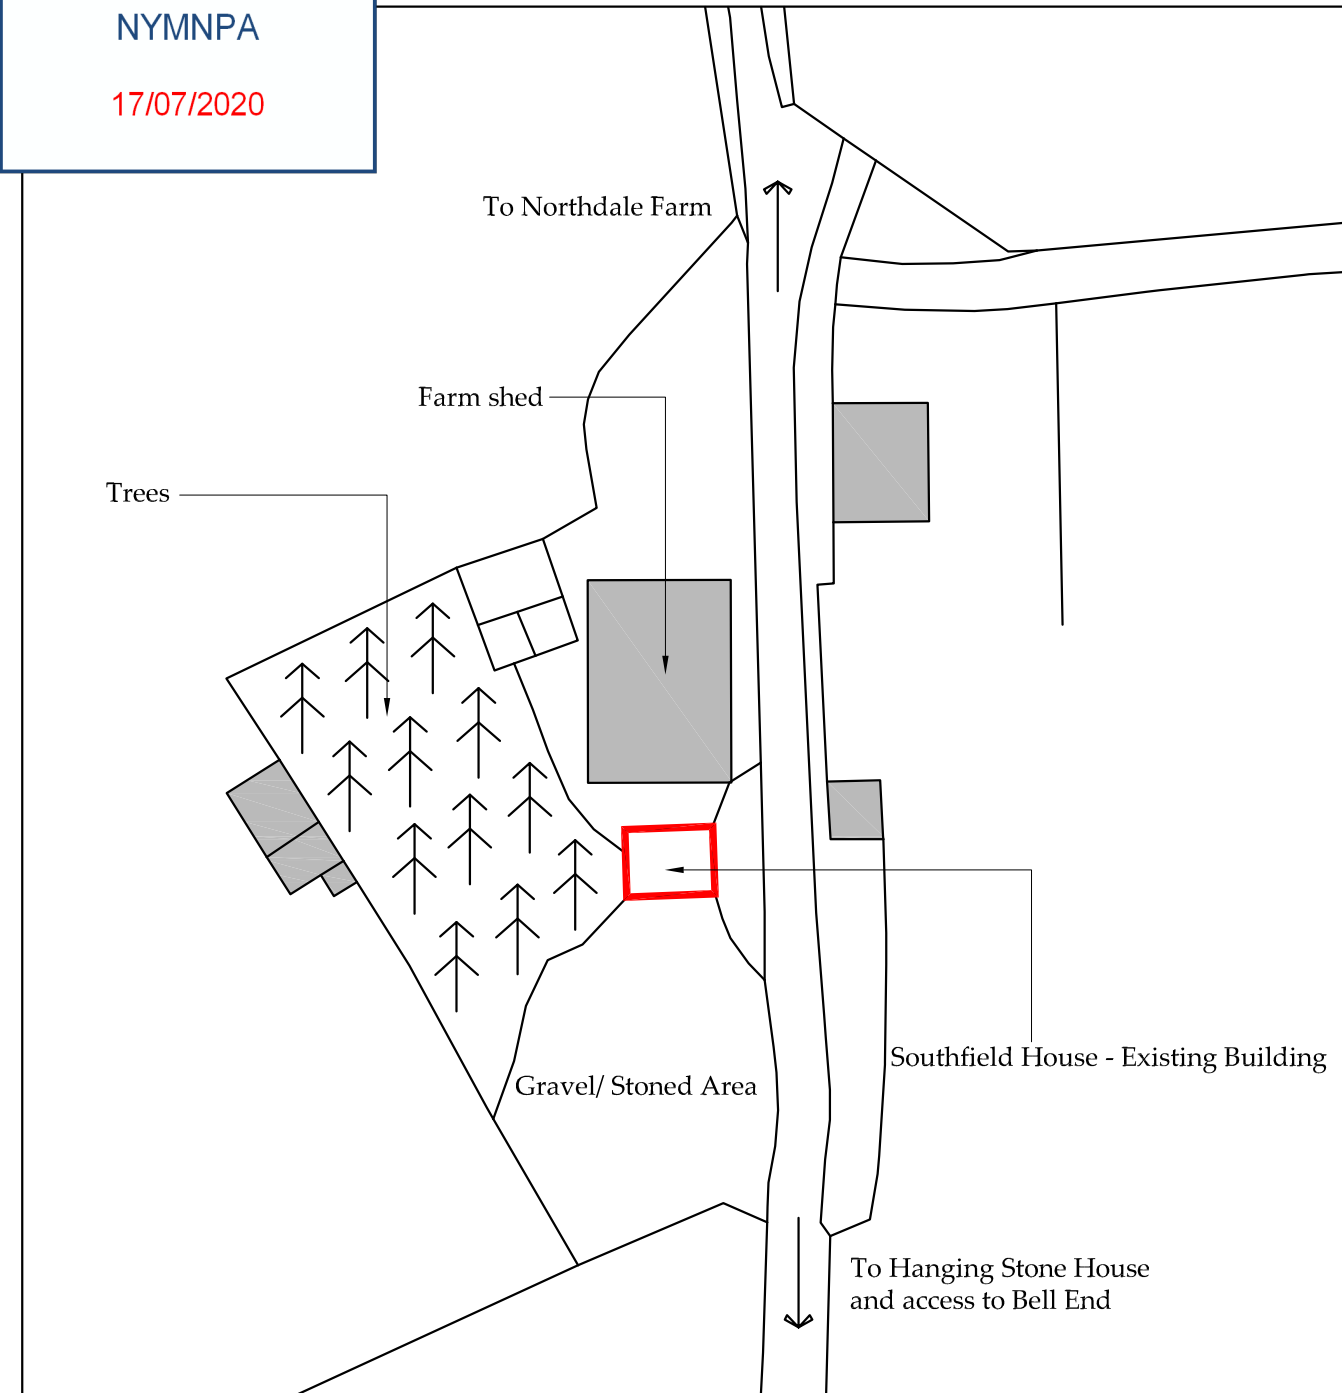 NYMNPA
17/07/2020
To Northdale Farm
Farm shed
Trees
Southfield House - Existing Building
Gravel/ Stoned Area
To Hanging Stone House
and access to Bell End